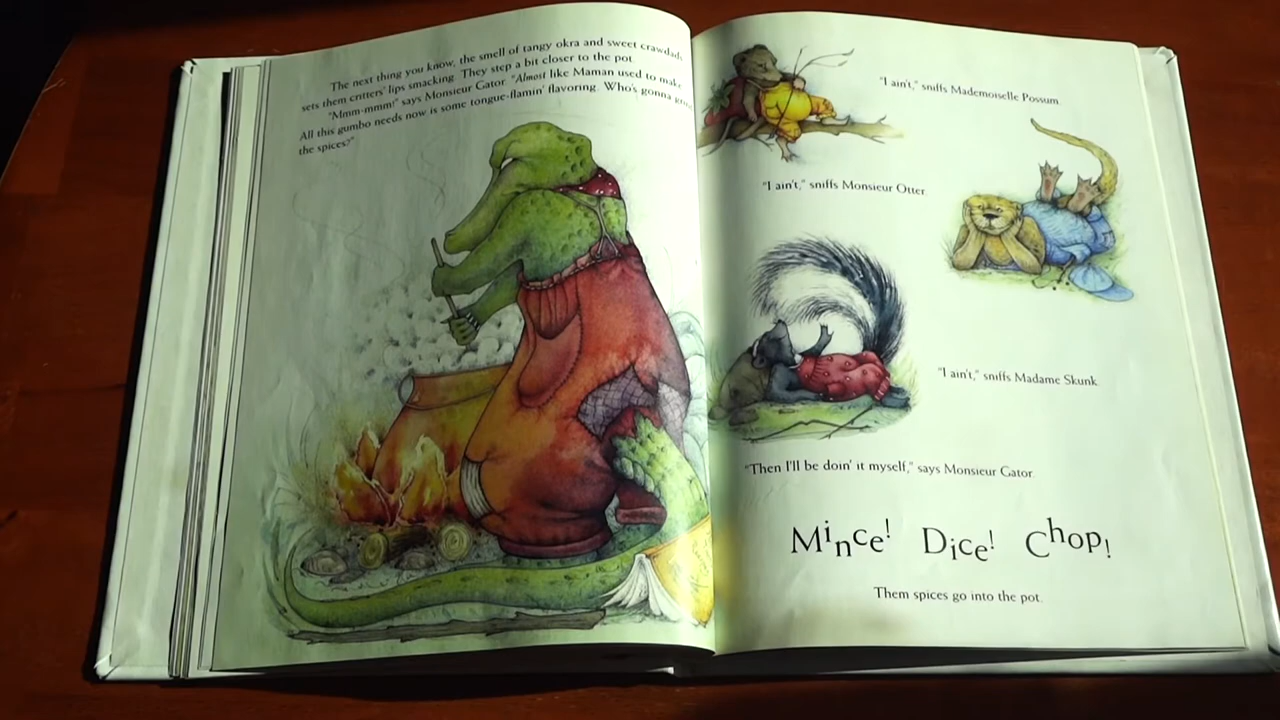 The next thing you know, the smell of tangy okra and sweet crawdads
sets them critters' lips smacking. They step a bit closer to the pot.
"Mmm-mmm!" says Monsieur Gator. "Almost like Maman used to make.
All this gumbo needs now is some tongue-flamin' flavoring. Who's gonna
the spices?"
"I ain't," sniffs Mademoiselle Possum.
"I ain't," sniffs Monsieur Otter.
"I ain't," sniffs Madame Skunk.
"Then I'll be doin' it myself," says Monsieur Gator.
Mince! Dice! Chop!
Them spices go into the pot.